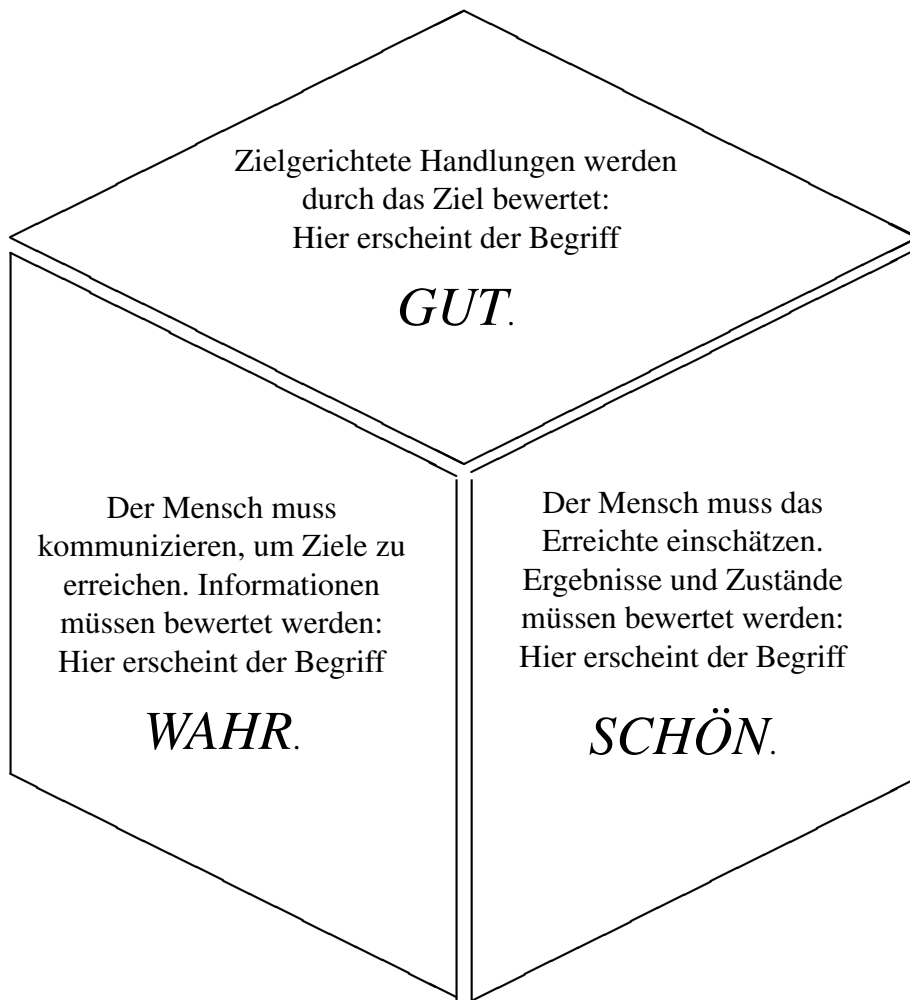 Zielgerichtete Handlungen werden
durch das Ziel bewertet:
Hier erscheint der Begriff
GUT.
Der Mensch muss
kommunizieren, um Ziele zu
erreichen. Informationen
müssen bewertet werden:
Hier erscheint der Begriff
WAHR.
Der Mensch muss das
Erreichte einschätzen.
Ergebnisse und Zustände
müssen bewertet werden:
Hier erscheint der Begriff
SCHÖN.